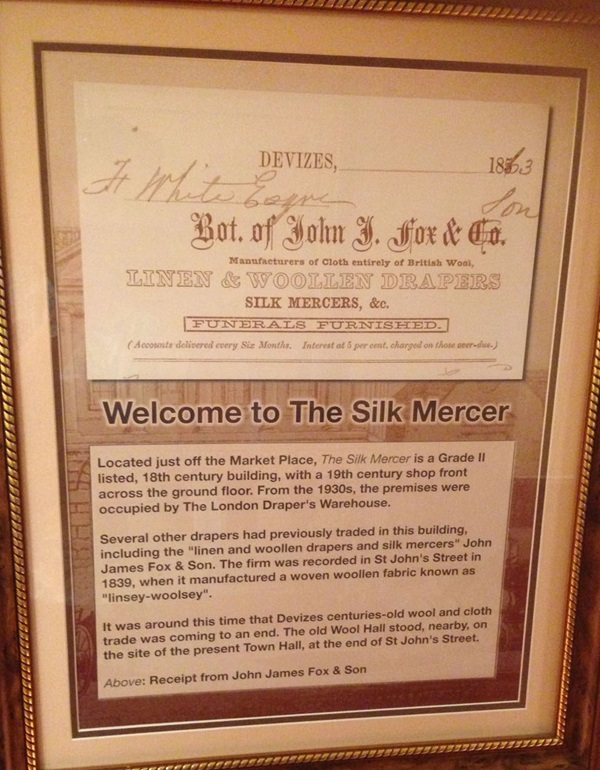 DEVIZES, 1863
F White Esqre
Son
Bot. of John J. Fox & Co.
Manufacturers of Cloth entirely of British Wool,
LINEN & WOOLLEN DRAPERS
SILK MERCERS, &c.
FUNERALS FURNISHED.
(Accounts delivered every Six Months. Interest at 5 per cent. charged on those over-due.)
Welcome to The Silk Mercer
Located just off the Market Place, The Silk Mercer is a Grade II
listed, 18th century building, with a 19th century shop front
across the ground floor. From the 1930s, the premises were
occupied by The London Draper's Warehouse.
Several other drapers had previously traded in this building,
including the "linen and woollen drapers and silk mercers" John
James Fox & Son. The firm was recorded in St John's Street in
1839, when it manufactured a woven woollen fabric known as
"linsey-woolsey".
It was around this time that Devizes centuries-old wool and cloth
trade was coming to an end. The old Wool Hall stood, nearby, on
the site of the present Town Hall, at the end of St John's Street.
Above: Receipt from John James Fox & Son